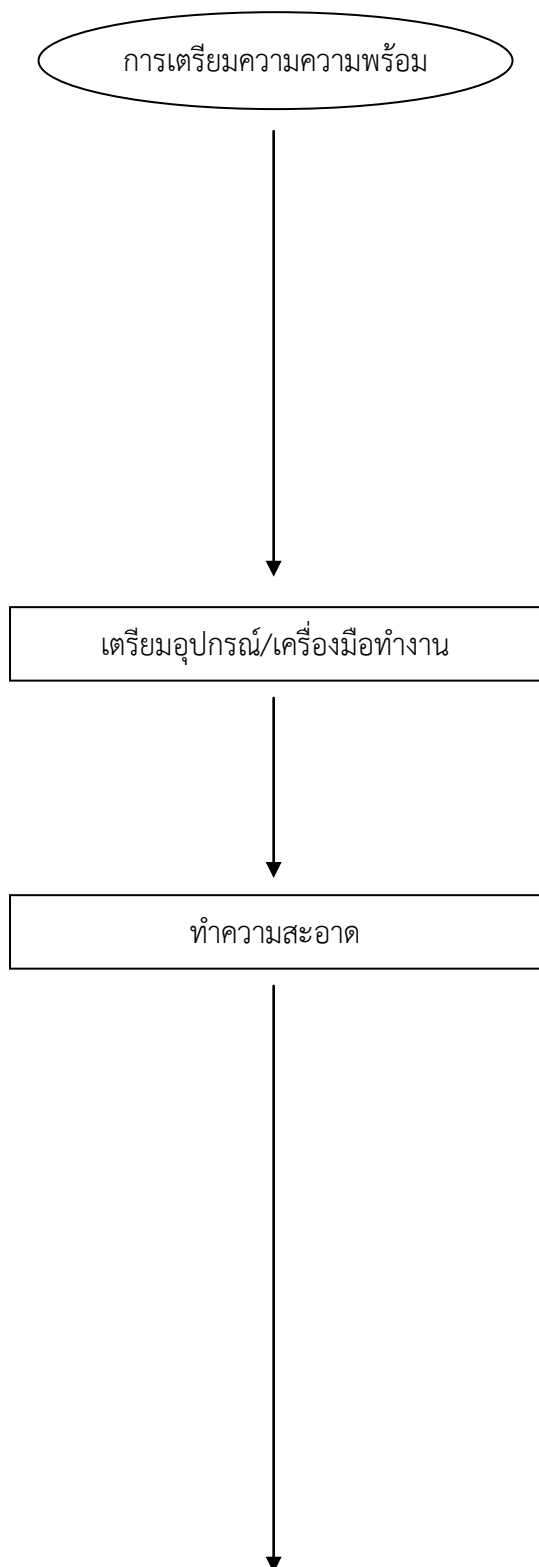 การเตรียมความความพร้อม
เตรียมอุปกรณ์/เครื่องมือทำงาน
ทำความสะอาด